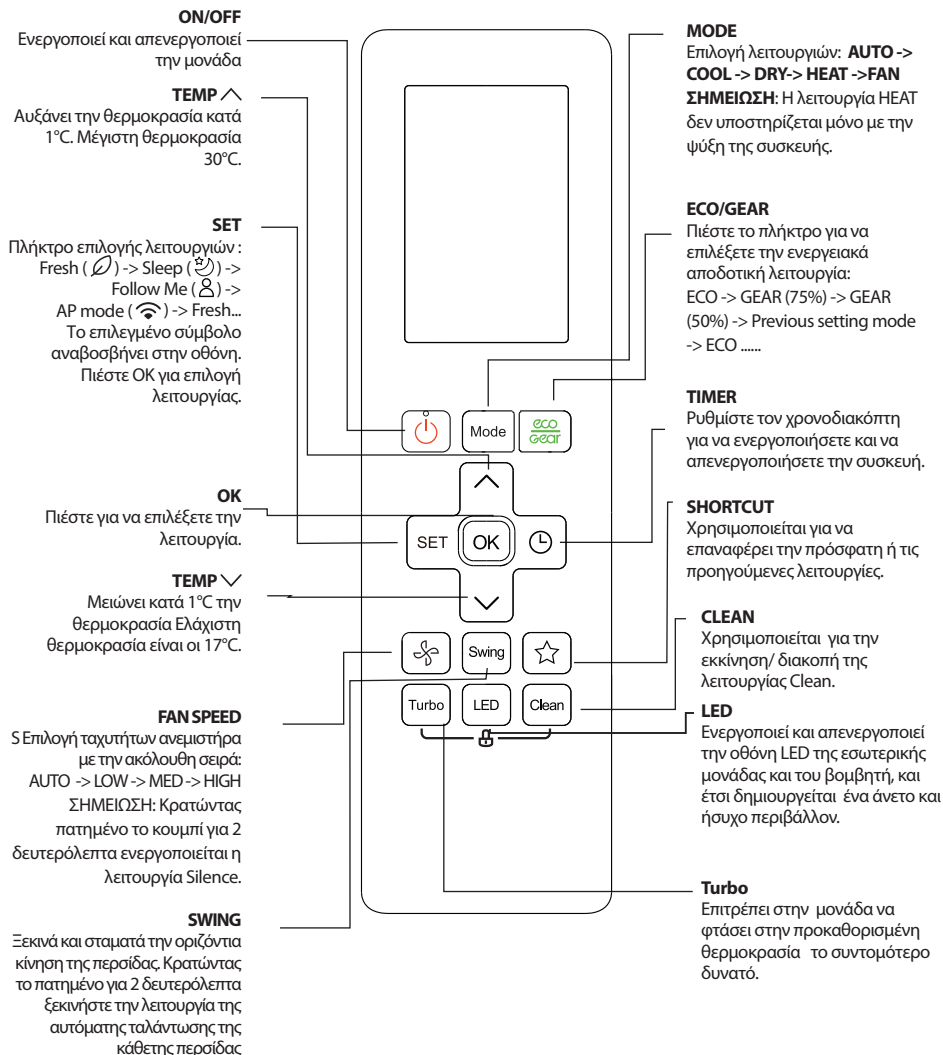 ON/OFF
Ενεργοποιεί και απενεργοποιεί
την μονάδα
TEMP
Αυξάνει την θερμοκρασία κατά
1°C. Μέγιστη θερμοκρασία
30°C.
SET
Πλήκτρο επιλογής λειτουργιών :
Fresh ( ) -> Sleep ( ) ->
Follow Me ( ) ->
AP mode ( ) -> Fresh...
Το επιλεγμένο σύμβολο
αναβοσβήνει στην οθόνη.
Πιέστε OK για επιλογή
λειτουργίας.
OK
Πιέστε για να επιλέξετε την
λειτουργία.
TEMP
Μειώνει κατά 1°C την
θερμοκρασία Ελάχιστη
θερμοκρασία είναι οι 17°C.
FAN SPEED
S Επιλογή ταχυτήτων ανεμιστήρα
με την ακόλουθη σειρά:
AUTO -> LOW -> MED -> HIGH
ΣΗΜΕΙΩΣΗ: Κρατώντας
πατημένο το κουμπί για 2
δευτερόλεπτα ενεργοποιείται η
λειτουργία Silence.
SWING
Ξεκινά και σταματά την οριζόντια
κίνηση της περσίδας. Κρατώντας
το πατημένο για 2 δευτερόλεπτα
ξεκινήστε την λειτουργία της
αυτόματης ταλάντωσης της
κάθετης περσίδας
Mode
eco
Gear
SET
OK
Swing
Turbo
LED
Clean
MODE
Επιλογή λειτουργιών: AUTO ->
COOL -> DRY-> HEAT ->FAN
ΣΗΜΕΙΩΣΗ: Η λειτουργία HEAT
δεν υποστηρίζεται μόνο με την
ψύξη της συσκευής.
ECO/GEAR
Πιέστε το πλήκτρο για να
επιλέξετε την ενεργειακά
αποδοτική λειτουργία:
ECO -> GEAR (75%) -> GEAR
(50%) -> Previous setting mode
-> ECO ......
TIMER
Ρυθμίστε τον χρονοδιακόπτη
για να ενεργοποιήσετε και να
απενεργοποιήσετε την συσκευή.
SHORTCUT
Χρησιμοποιείται για να
επαναφέρει την πρόσφατη ή τις
προηγούμενες λειτουργίες.
CLEAN
Χρησιμοποιείται για την
εκκίνηση/ διακοπή της
λειτουργίας Clean.
LED
Ενεργοποιεί και απενεργοποιεί
την οθόνη LED της εσωτερικής
μονάδας και του βομβητή, και
έτσι δημιουργείται ένα άνετο και
ήσυχο περιβάλλον.
Turbo
Επιτρέπει στην μονάδα να
φτάσει στην προκαθορισμένη
θερμοκρασία το συντομότερο
δυνατό.